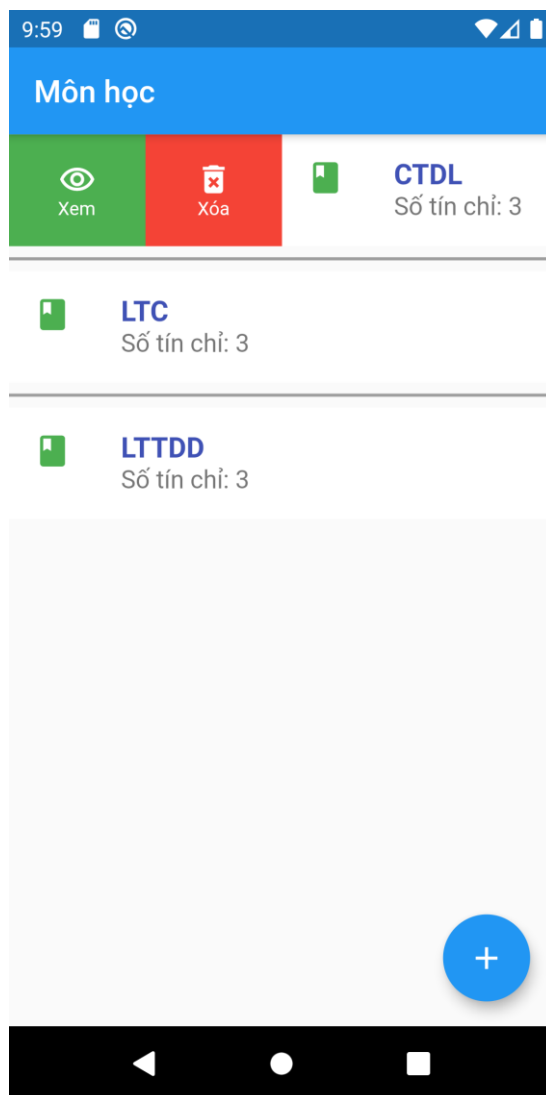 9:59
Môn học
Xem
Xóa
CTDL
Số tín chỉ: 3
LTC
Số tín chỉ: 3
LTTDD
Số tín chỉ: 3